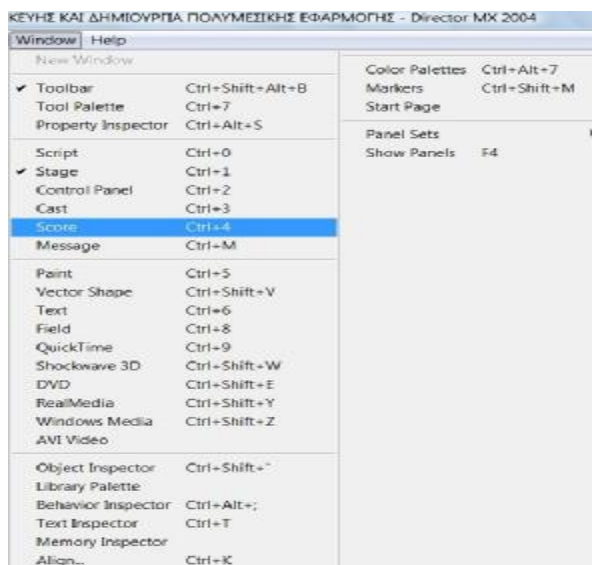 ΚΕΥΗΣ ΚΑΙ ΔΗΜΙΟΥΡΓΙΑ ΠΟΛΥΜΕΣΙΚΗΣ ΕΦΑΡΜΟΓΗΣ - Director MX 2004
Window Help
New Window
✔ Toolbar Ctrl+Shift+Alt+B
Tool Palette Ctrl+7
Property Inspector Ctrl+Alt+S
Script Ctrl+0
✔ Stage Ctrl+1
Control Panel Ctrl+2
Cast Ctrl+3
Score Ctrl+4
Message Ctrl+M
Paint Ctrl+5
Vector Shape Ctrl+Shift+V
Text Ctrl+6
Field Ctrl+8
QuickTime Ctrl+9
Shockwave 3D Ctrl+Shift+W
DVD Ctrl+Shift+E
RealMedia Ctrl+Shift+Y
Windows Media Ctrl+Shift+Z
AVI Video
Object Inspector Ctrl+Shift+`
Library Palette
Behavior Inspector Ctrl+Alt+;
Text Inspector Ctrl+T
Memory Inspector
Align... Ctrl+K
Color Palettes Ctrl+Alt+7
Markers Ctrl+Shift+M
Start Page
Panel Sets
Show Panels F4